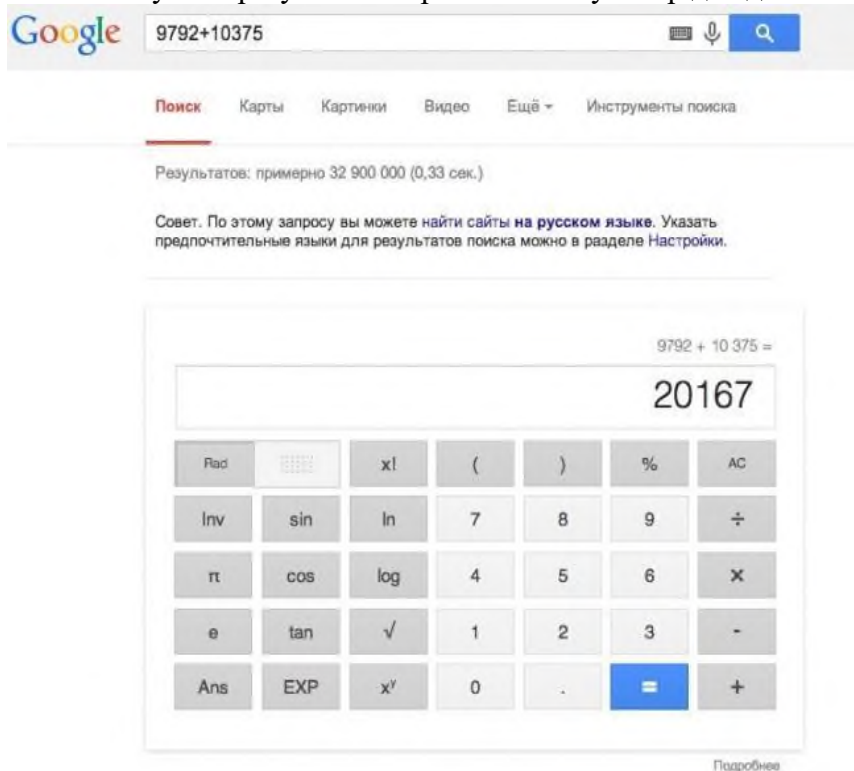 Google 9792+10375
Поиск Карты Картинки Видео Ещё Инструменты поиска
Результатов: примерно 32 900 000 (0,33 сек.)
Совет. По этому запросу вы можете найти сайты на русском языке. Указать
предпочтительные языки для результатов поиска можно в разделе Настройки.
9792 + 10 375 =
20167
Rad x! ( ) % AC
Inv sin ln 7 8 9 ÷
π cos log 4 5 6 ×
e tan √ 1 2 3 -
Ans EXP xʸ 0 . = +
Подробнее